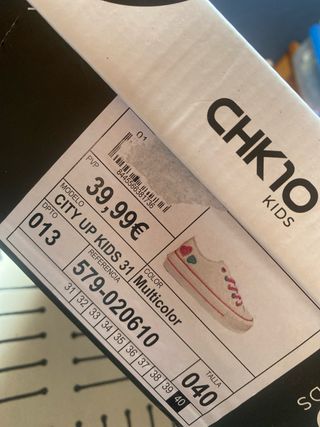 CHK10
KIDS
01
8445566381736
PVP
39,99€
MODELO
CITY UP KIDS 31
COLOR
Multicolor
DPTO
013
REFERENCIA
579-020610
TALLA
040
31 32 33 34 35 36 37 38 39 40